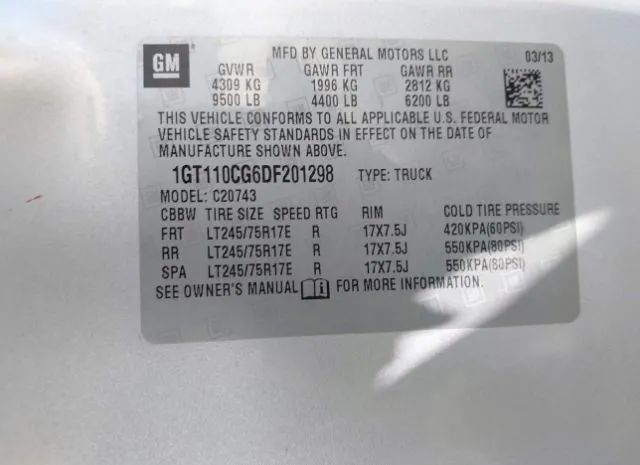 GM
MFD BY GENERAL MOTORS LLC 03/13
GVWR GAWR FRT GAWR RR
4309 KG 1996 KG 2812 KG
9500 LB 4400 LB 6200 LB
THIS VEHICLE CONFORMS TO ALL APPLICABLE U.S. FEDERAL MOTOR
VEHICLE SAFETY STANDARDS IN EFFECT ON THE DATE OF
MANUFACTURE SHOWN ABOVE.
1GT110CG6DF201298 TYPE: TRUCK
MODEL: C20743
CBBW TIRE SIZE SPEED RTG RIM COLD TIRE PRESSURE
FRT LT245/75R17E R 17X7.5J 420KPA(60PSI)
RR LT245/75R17E R 17X7.5J 550KPA(80PSI)
SPA LT245/75R17E R 17X7.5J 550KPA(80PSI)
SEE OWNER'S MANUAL FOR MORE INFORMATION.